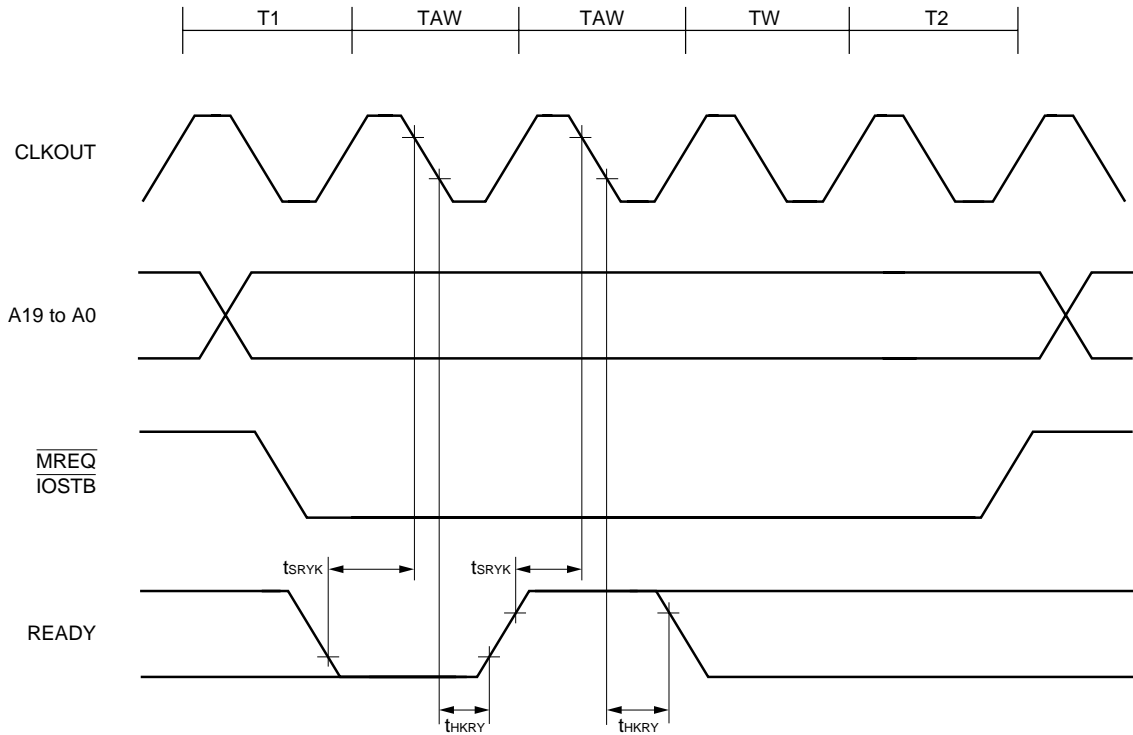 T1 TAW TAW TW T2
CLKOUT
A19 to A0
MREQ
IOSTB
tSRYK tSRYK
READY
tHKRY tHKRY